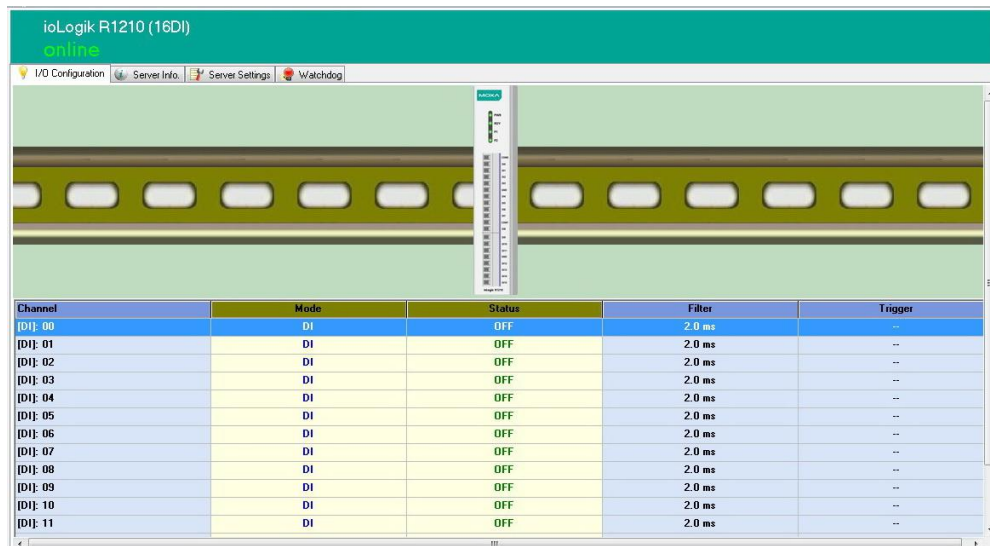 ioLogik R1210 (16DI)
online
I/O Configuration Server Info. Server Settings Watchdog
MOXA
Channel Mode Status Filter Trigger
[DI]: 00 DI OFF 2.0 ms --
[DI]: 01 DI OFF 2.0 ms --
[DI]: 02 DI OFF 2.0 ms --
[DI]: 03 DI OFF 2.0 ms --
[DI]: 04 DI OFF 2.0 ms --
[DI]: 05 DI OFF 2.0 ms --
[DI]: 06 DI OFF 2.0 ms --
[DI]: 07 DI OFF 2.0 ms --
[DI]: 08 DI OFF 2.0 ms --
[DI]: 09 DI OFF 2.0 ms --
[DI]: 10 DI OFF 2.0 ms --
[DI]: 11 DI OFF 2.0 ms --